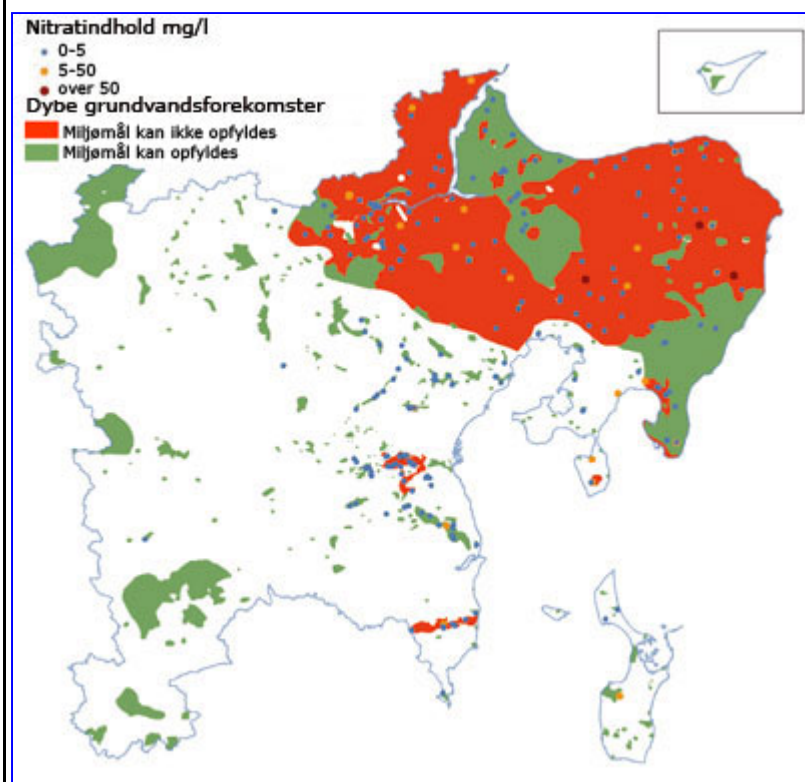 Nitratindhold mg/l
0-5
5-50
over 50
Dybe grundvandsforekomster
Miljømål kan ikke opfyldes
Miljømål kan opfyldes